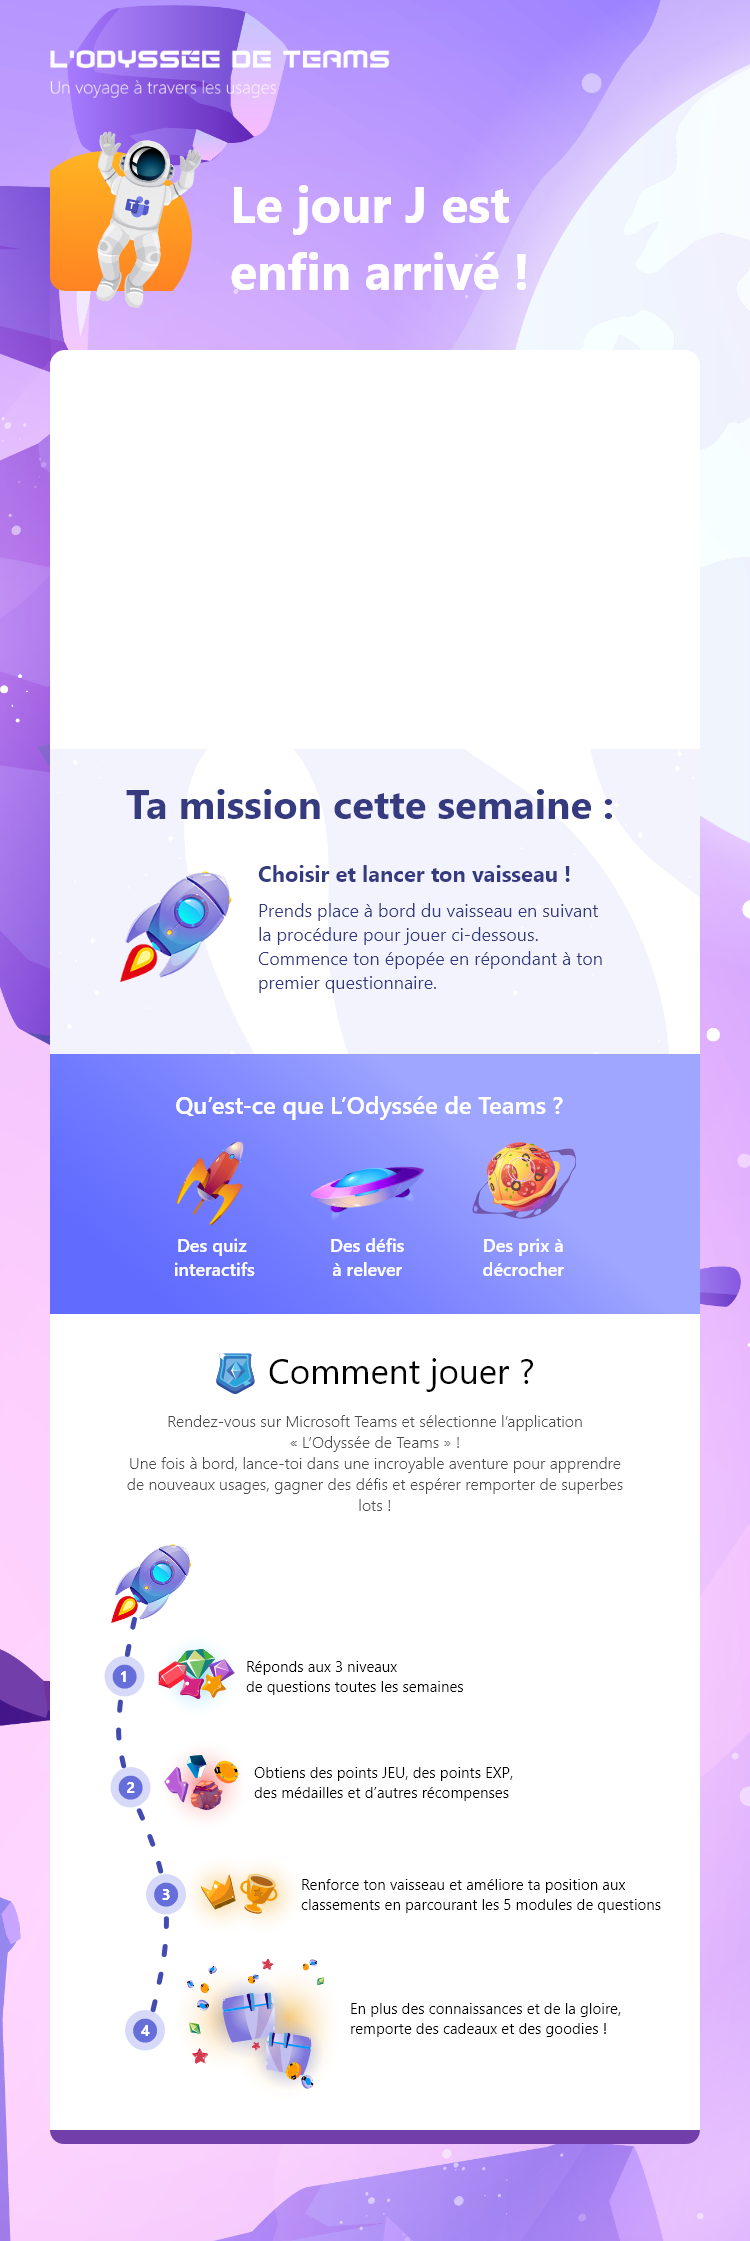 L'ODYSSÉE DE TEAMS
Un voyage à travers les usages
Le jour J est
enfin arrivé !
Ta mission cette semaine :
Choisir et lancer ton vaisseau !
Prends place à bord du vaisseau en suivant
la procédure pour jouer ci-dessous.
Commence ton épopée en répondant à ton
premier questionnaire.
Qu’est-ce que L’Odyssée de Teams ?
Des quiz
interactifs
Des défis
à relever
Des prix à
décrocher
Comment jouer ?
Rendez-vous sur Microsoft Teams et sélectionne l’application
« L’Odyssée de Teams » !
Une fois à bord, lance-toi dans une incroyable aventure pour apprendre
de nouveaux usages, gagner des défis et espérer remporter de superbes
lots !
1
Réponds aux 3 niveaux
de questions toutes les semaines
2
Obtiens des points JEU, des points EXP,
des médailles et d’autres récompenses
3
Renforce ton vaisseau et améliore ta position aux
classements en parcourant les 5 modules de questions
4
En plus des connaissances et de la gloire,
remporte des cadeaux et des goodies !